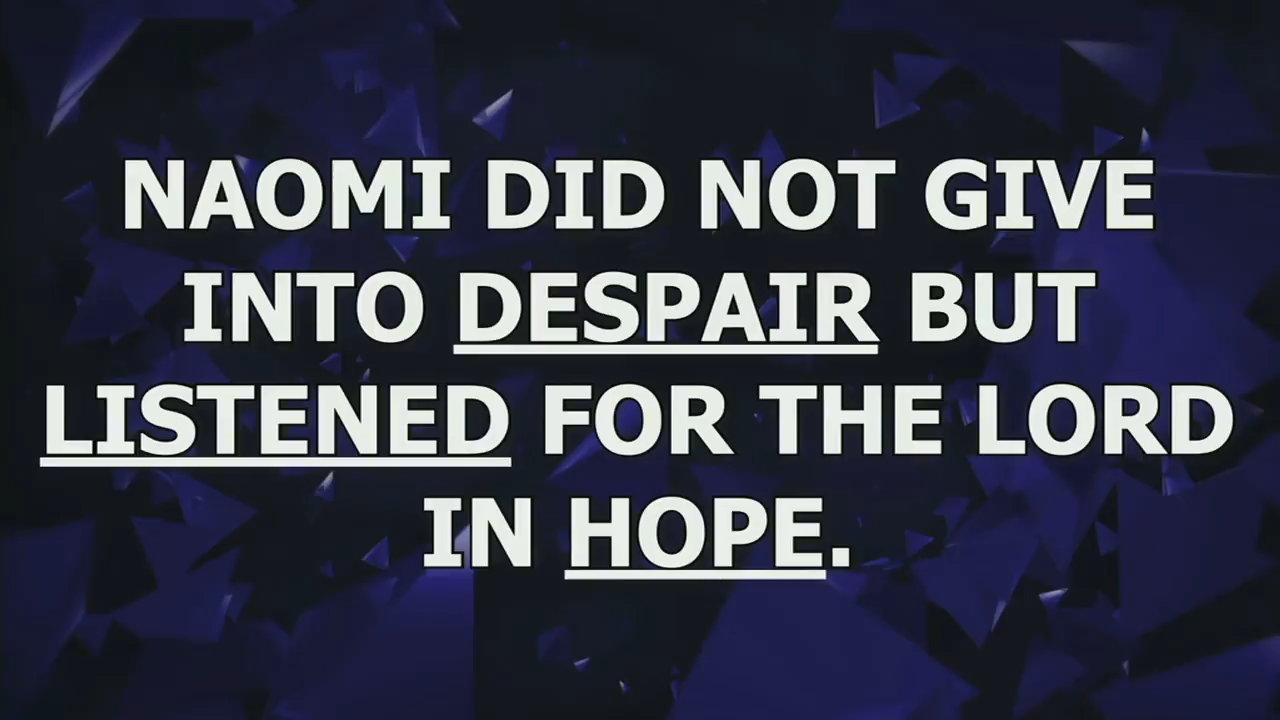 NAOMI DID NOT GIVE
INTO DESPAIR BUT
LISTENED FOR THE LORD
IN HOPE.